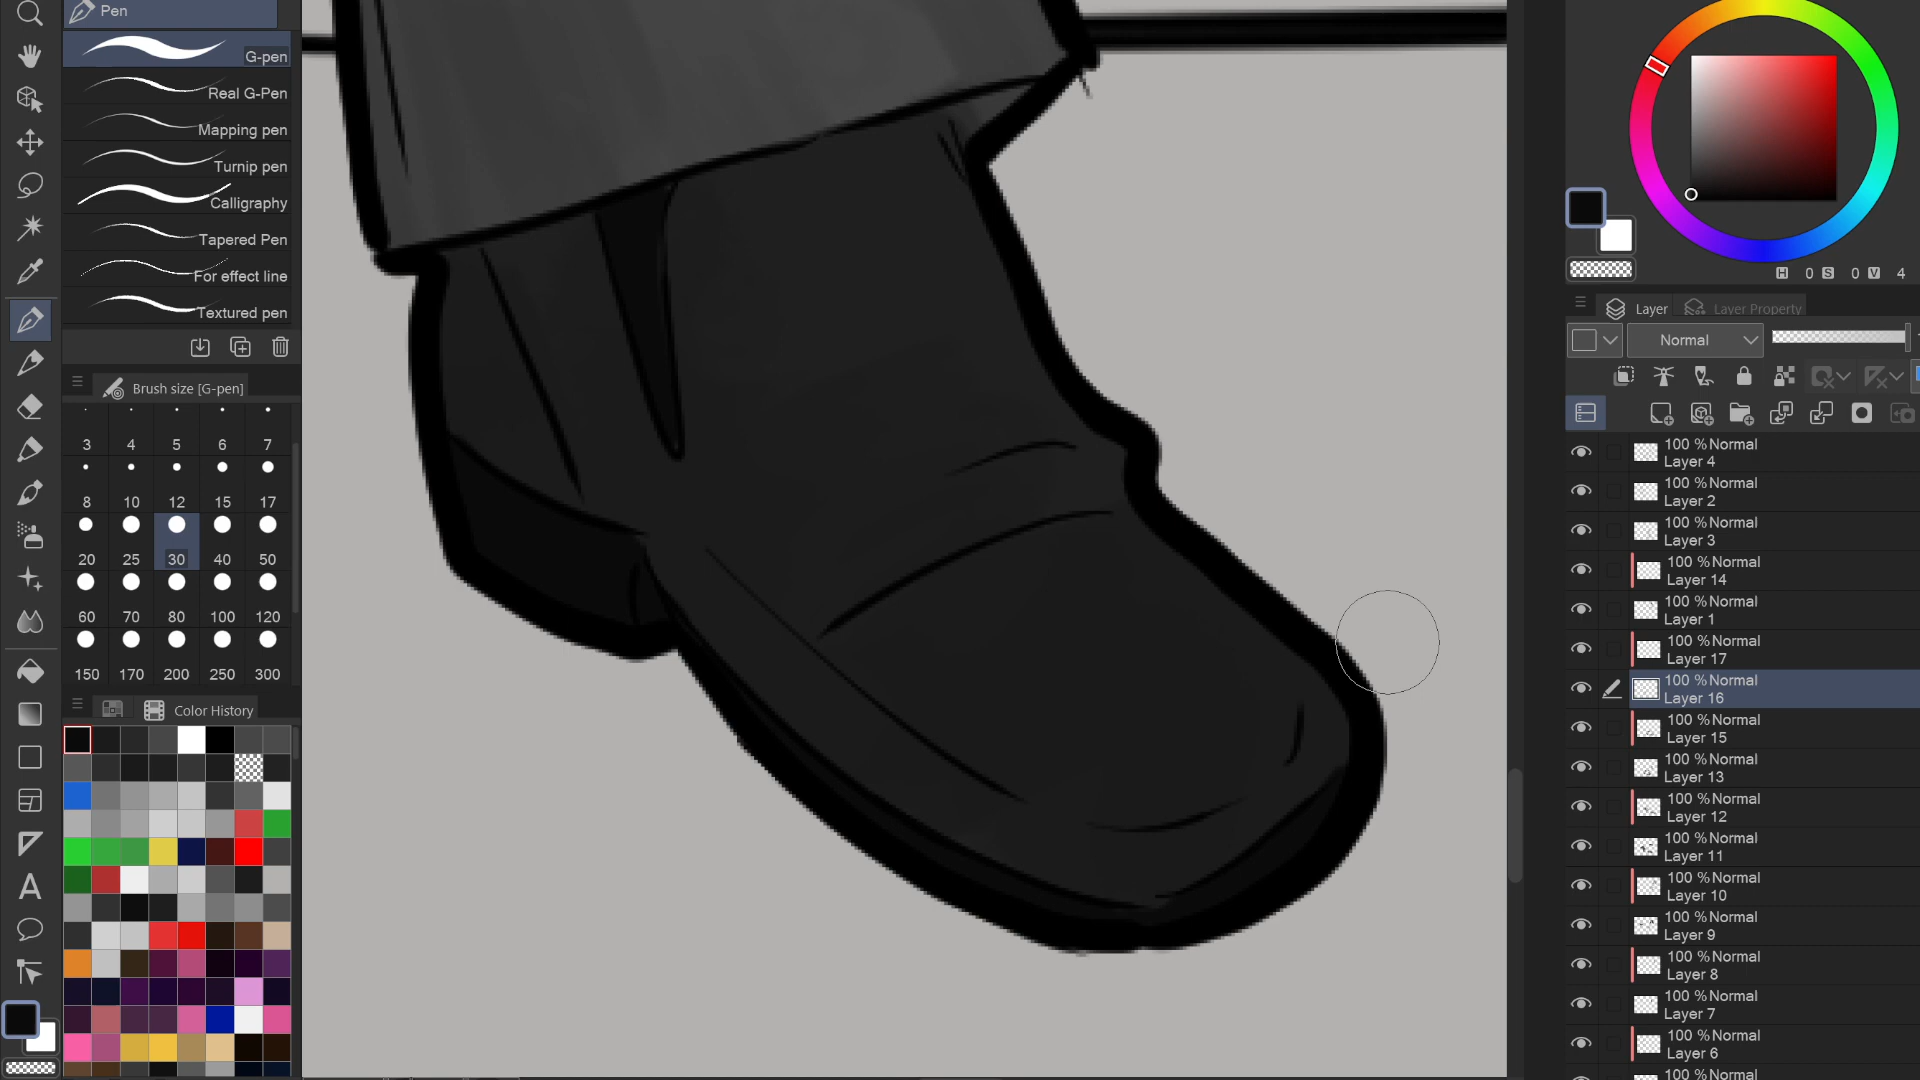 Pen
G-pen
Real G-Pen
Mapping pen
Turnip pen
Calligraphy
Tapered Pen
For effect line
Textured pen
Brush size [G-pen]
3 4 5 6 7
8 10 12 15 17
20 25 30 40 50
60 70 80 100 120
150 170 200 250 300
Color History
H 0 S 0 V 4
Layer Layer Property
Normal
100 % Normal
Layer 4
100 % Normal
Layer 2
100 % Normal
Layer 3
100 % Normal
Layer 14
100 % Normal
Layer 1
100 % Normal
Layer 17
100 % Normal
Layer 16
100 % Normal
Layer 15
100 % Normal
Layer 13
100 % Normal
Layer 12
100 % Normal
Layer 11
100 % Normal
Layer 10
100 % Normal
Layer 9
100 % Normal
Layer 8
100 % Normal
Layer 7
100 % Normal
Layer 6
100 % Normal